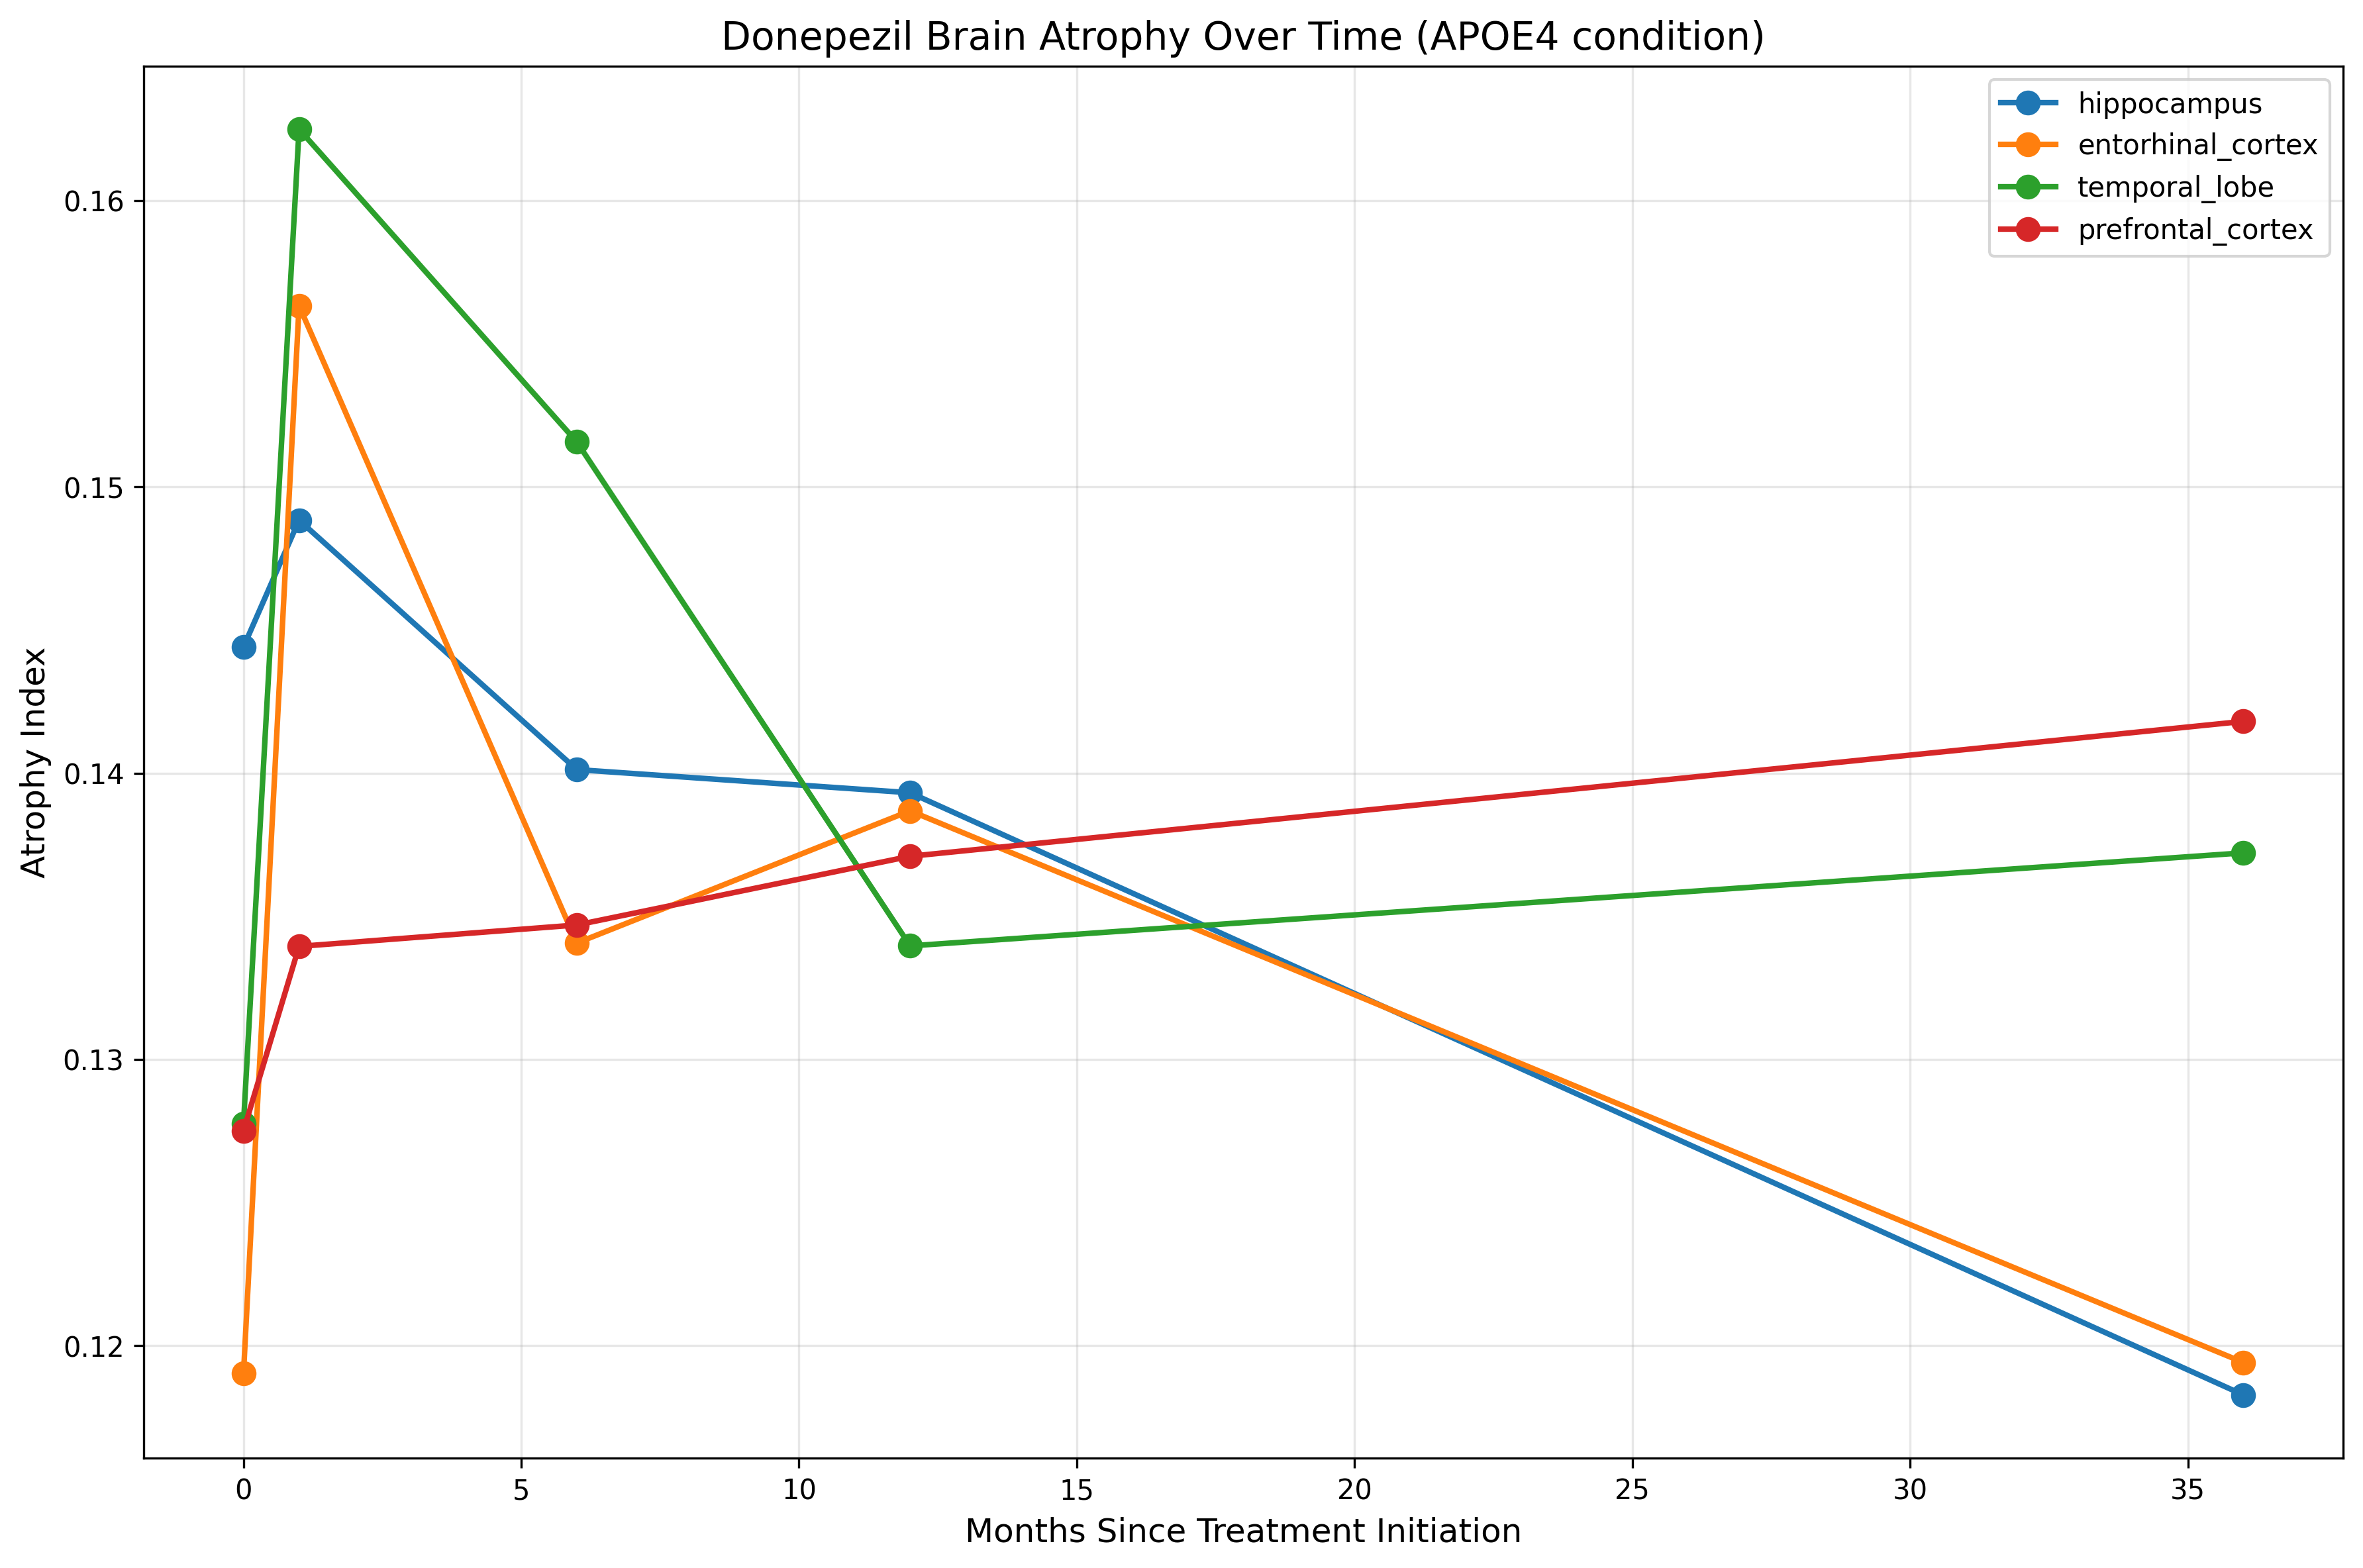 Donepezil Brain Atrophy Over Time (APOE4 condition)
hippocampus
entorhinal_cortex
temporal_lobe
prefrontal_cortex
Atrophy Index
0.16
0.15
0.14
0.13
0.12
0 5 10 15 20 25 30 35
Months Since Treatment Initiation